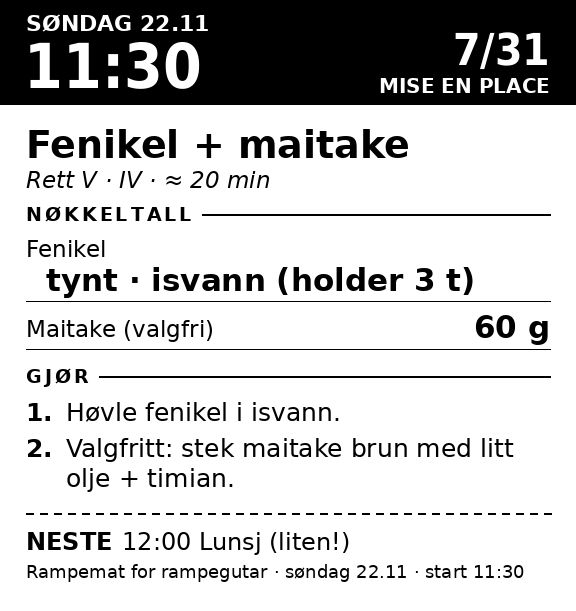 SØNDAG 22.11
11:30
7/31
MISE EN PLACE
Fenikel + maitake
Rett V · IV · ≈ 20 min
NØKKELTALL
Fenikel
tynt · isvann (holder 3 t)
Maitake (valgfri) 60 g
GJØR
1. Høvle fenikel i isvann.
2. Valgfritt: stek maitake brun med litt
olje + timian.
NESTE 12:00 Lunsj (liten!)
Rampemat for rampegutar · søndag 22.11 · start 11:30